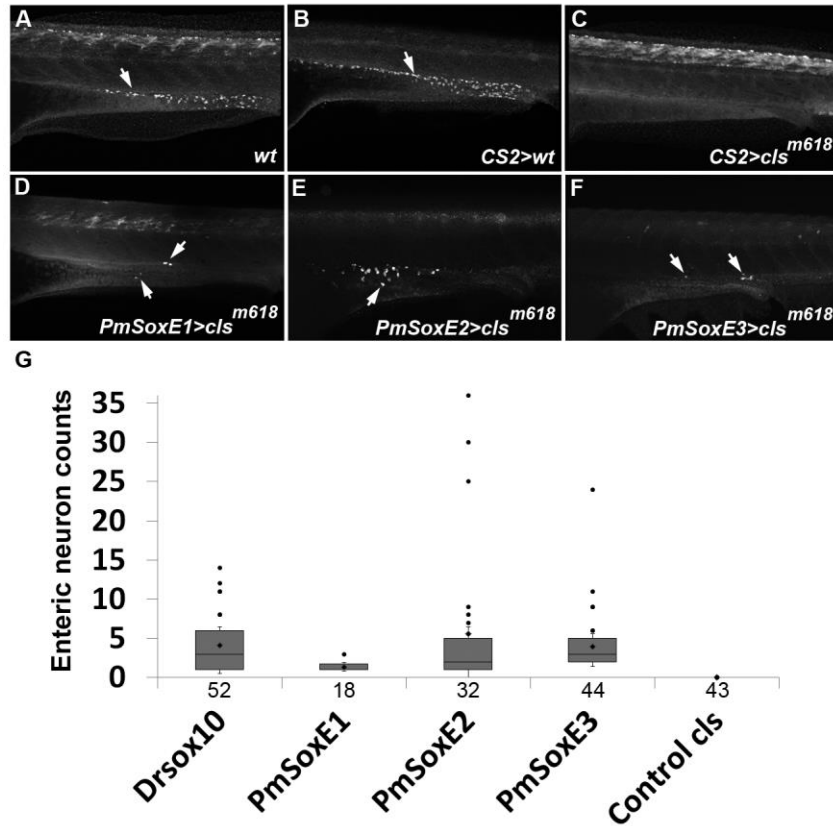 A
B
C
wt
CS2>wt
CS2>cls m618
D
E
F
PmSoxE1>cls m618
PmSoxE2>cls m618
PmSoxE3>cls m618
G
Enteric neuron counts
35
30
25
20
15
10
5
0
52
18
32
44
43
Drsox10
PmSoxE1
PmSoxE2
PmSoxE3
Control cls